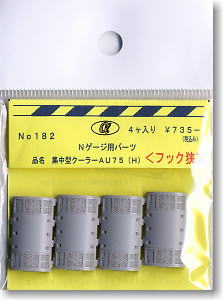 α 4ヶ入り ¥735-
(税込み)
No182
Nゲージ用パーツ
品名 集中型クーラーAU75(H)
<フック狭>